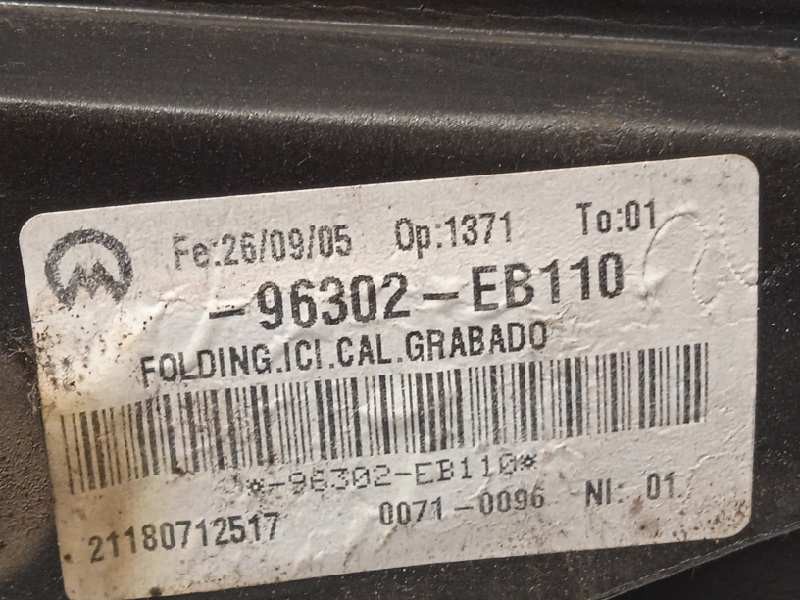 Fe:26/09/05 Op:1371 To:01
-96302-EB110
FOLDING.ICI.CAL.GRABADO
*-96302-EB110*
21180712517 0071-0096 NI: 01